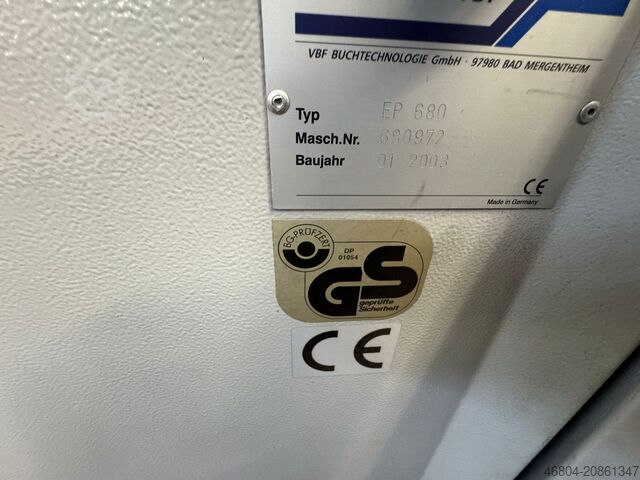 VBF BUCHTECHNOLOGIE GmbH · 97980 BAD MERGENTHEIM
Typ EP 680
Masch.Nr. 680972
Baujahr 01 2003
CE
Made in Germany
BG-PRÜFZERT
DP
01054
GS
geprüfte
Sicherheit
CE
46804-20861347